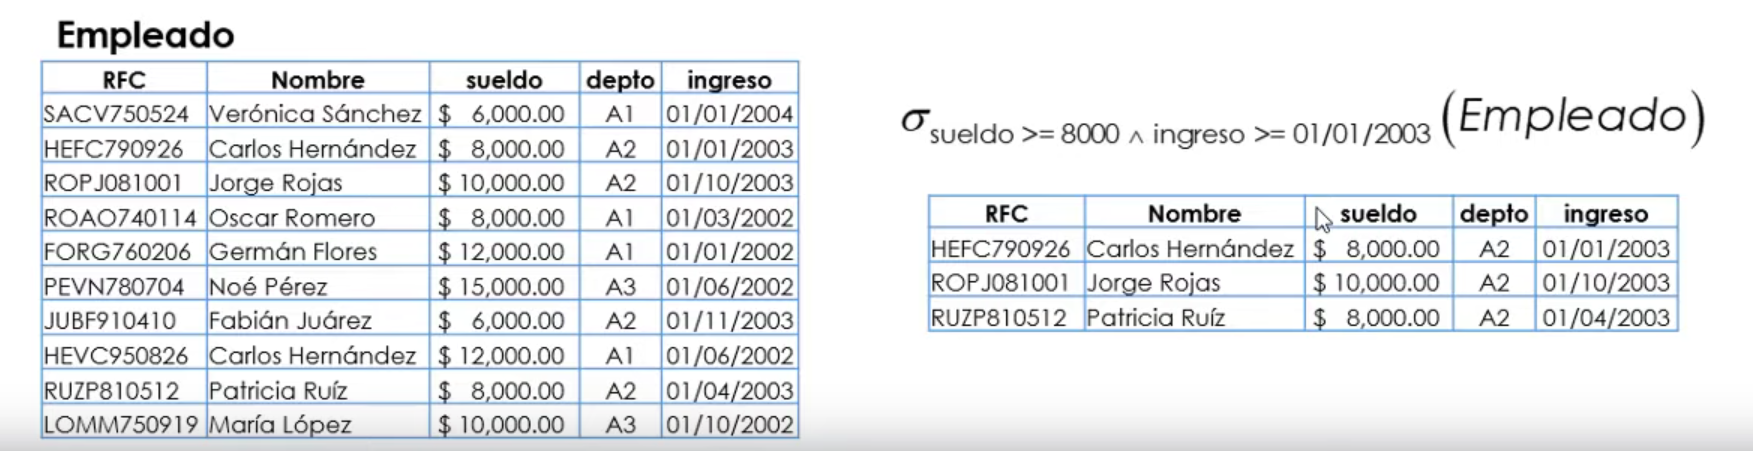 Empleado
RFC Nombre sueldo depto ingreso
SACV750524 Verónica Sánchez $ 6,000.00 A1 01/01/2004
HEFC790926 Carlos Hernández $ 8,000.00 A2 01/01/2003
ROPJ081001 Jorge Rojas $ 10,000.00 A2 01/10/2003
ROAO740114 Oscar Romero $ 8,000.00 A1 01/03/2002
FORG760206 Germán Flores $ 12,000.00 A1 01/01/2002
PEVN780704 Noé Pérez $ 15,000.00 A3 01/06/2002
JUBF910410 Fabián Juárez $ 6,000.00 A2 01/11/2003
HEVC950826 Carlos Hernández $ 12,000.00 A1 01/06/2002
RUZP810512 Patricia Ruíz $ 8,000.00 A2 01/04/2003
LOMM750919 María López $ 10,000.00 A3 01/10/2002
σ sueldo >= 8000 ∧ ingreso >= 01/01/2003 (Empleado)
RFC Nombre sueldo depto ingreso
HEFC790926 Carlos Hernández $ 8,000.00 A2 01/01/2003
ROPJ081001 Jorge Rojas $ 10,000.00 A2 01/10/2003
RUZP810512 Patricia Ruíz $ 8,000.00 A2 01/04/2003